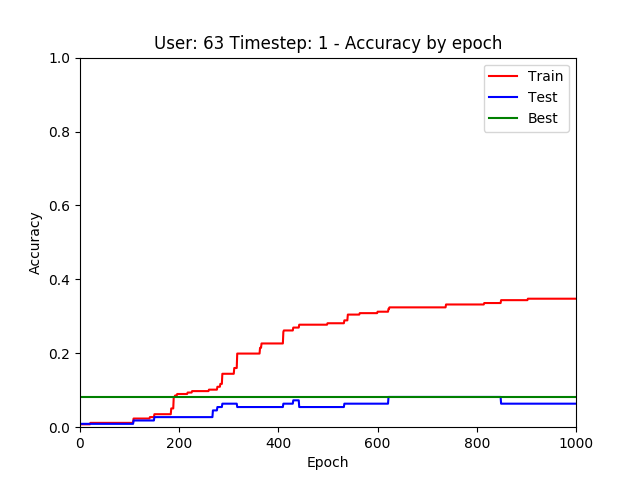 User: 63 Timestep: 1 - Accuracy by epoch
1.0
0.8
0.6
0.4
0.2
0.0
Accuracy
Train
Test
Best
0 200 400 600 800 1000
Epoch